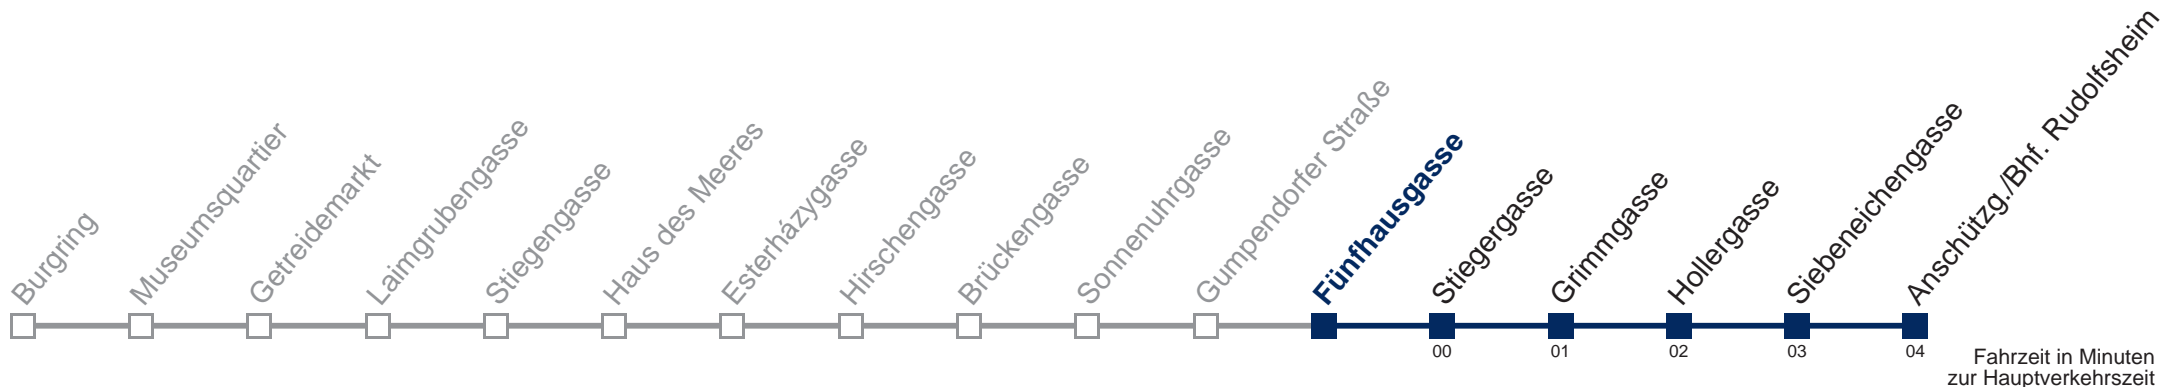 Burgring
Museumsquartier
Getreidemarkt
Laimgrubengasse
Stiegengasse
Haus des Meeres
Esterházygasse
Hirschengasse
Brückengasse
Sonnenuhrgasse
Gumpendorfer Straße
Fünfhausgasse
Stiegergasse
Grimmgasse
Hollergasse
Siebeneichengasse
Anschützg./Bhf. Rudolfsheim
00 01 02 03 04
Fahrzeit in Minuten
zur Hauptverkehrszeit